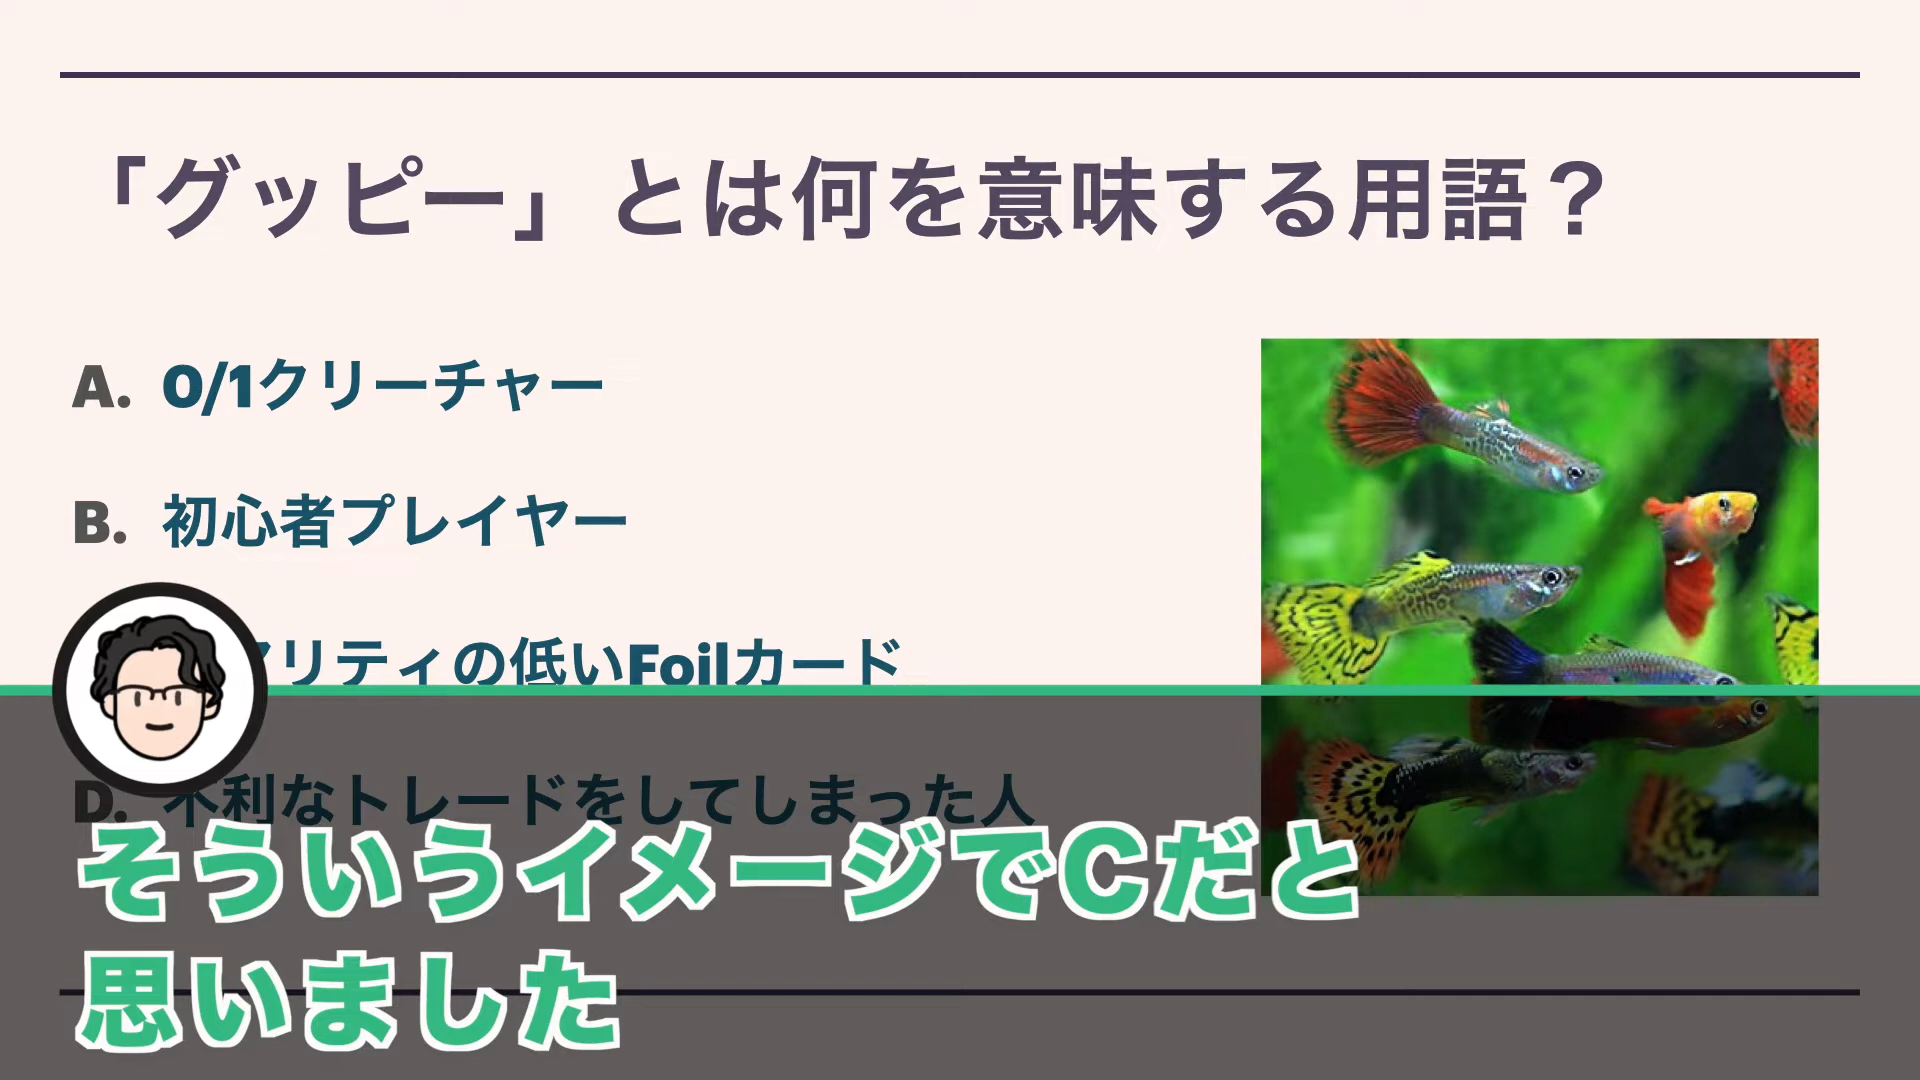 「グッピー」とは何を意味する用語？
A. 0/1クリーチャー
B. 初心者プレイヤー
リティの低いFoilカード
D. 不利なトレードをしてしまった人
そういうイメージでCだと
思いました